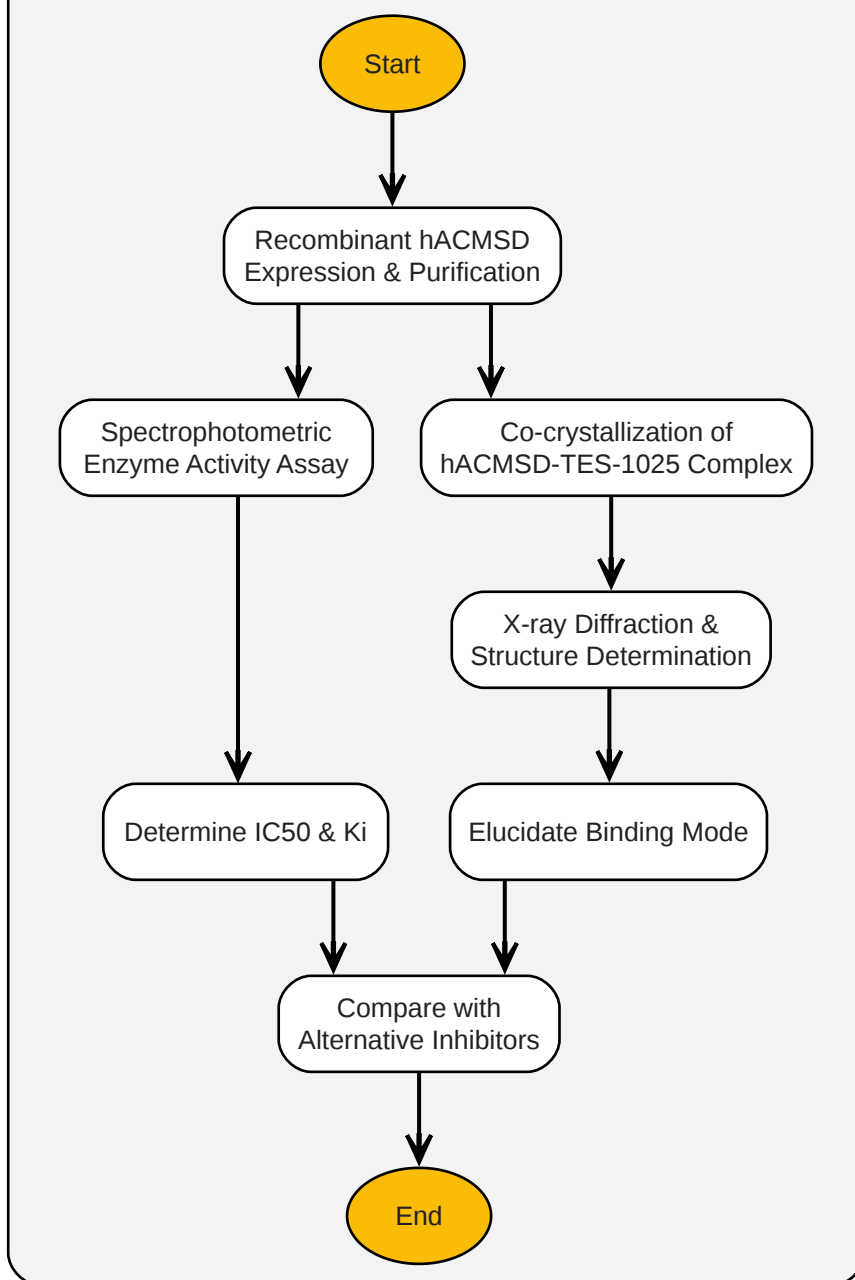 Start
Recombinant hACMSD
Expression & Purification
Spectrophotometric
Enzyme Activity Assay
Co-crystallization of
hACMSD-TES-1025 Complex
X-ray Diffraction &
Structure Determination
Determine IC50 & Ki
Elucidate Binding Mode
Compare with
Alternative Inhibitors
End